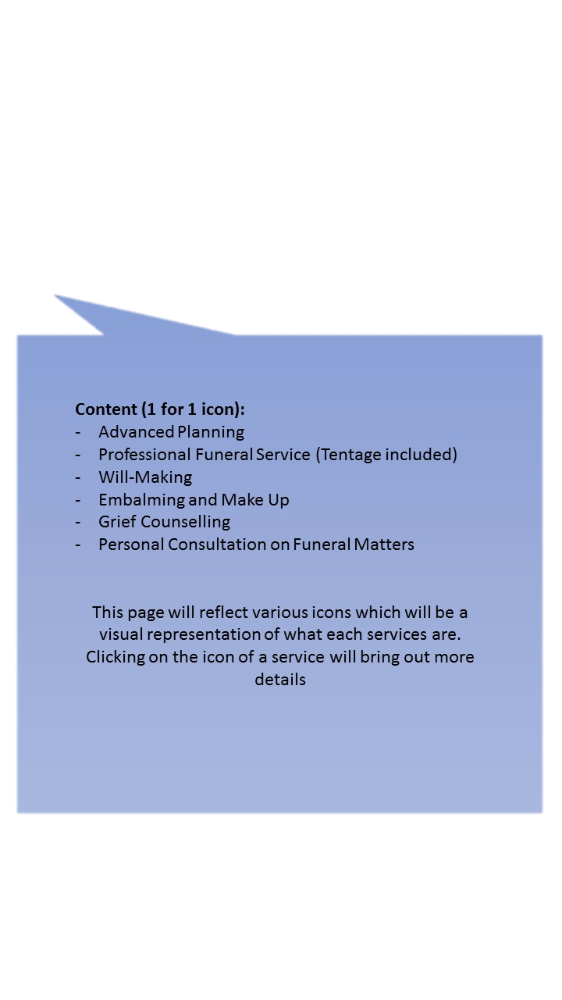 Content (1 for 1 icon):
- Advanced Planning
- Professional Funeral Service (Tentage included)
- Will-Making
- Embalming and Make Up
- Grief Counselling
- Personal Consultation on Funeral Matters
This page will reflect various icons which will be a
visual representation of what each services are.
Clicking on the icon of a service will bring out more
details